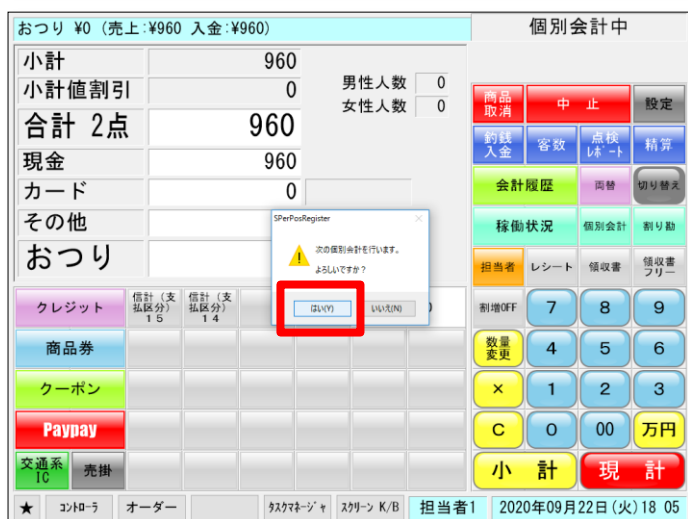 おつり ¥0 (売上:¥960 入金:¥960)
個別会計中
小計 960
小計値割引 0
男性人数 0
女性人数 0
合計 2点 960
現金 960
カード 0
その他
おつり
SPerPosRegister
次の個別会計を行います。
よろしいですか?
はい(Y) いいえ(N)
商品取消 中 止 設定
釣銭入金 客数 点検ﾚﾎﾟｰﾄ 精算
会計履歴 両替 切り替え
稼働状況 個別会計 割り勘
担当者 レシート 領収書 領収書フリー
クレジット 信計（支払区分）15 信計（支払区分）14
割増OFF 7 8 9
商品券
数量変更 4 5 6
クーポン
× 1 2 3
Paypay
C 0 00 万円
交通系IC 売掛
小 計 現 計
★ ｺﾝﾄﾛｰﾗ オーダー ﾀｽｸﾏﾈｰｼﾞｬ ｽｸﾘｰﾝ K/B 担当者1 2020年09月22日(火)18 05